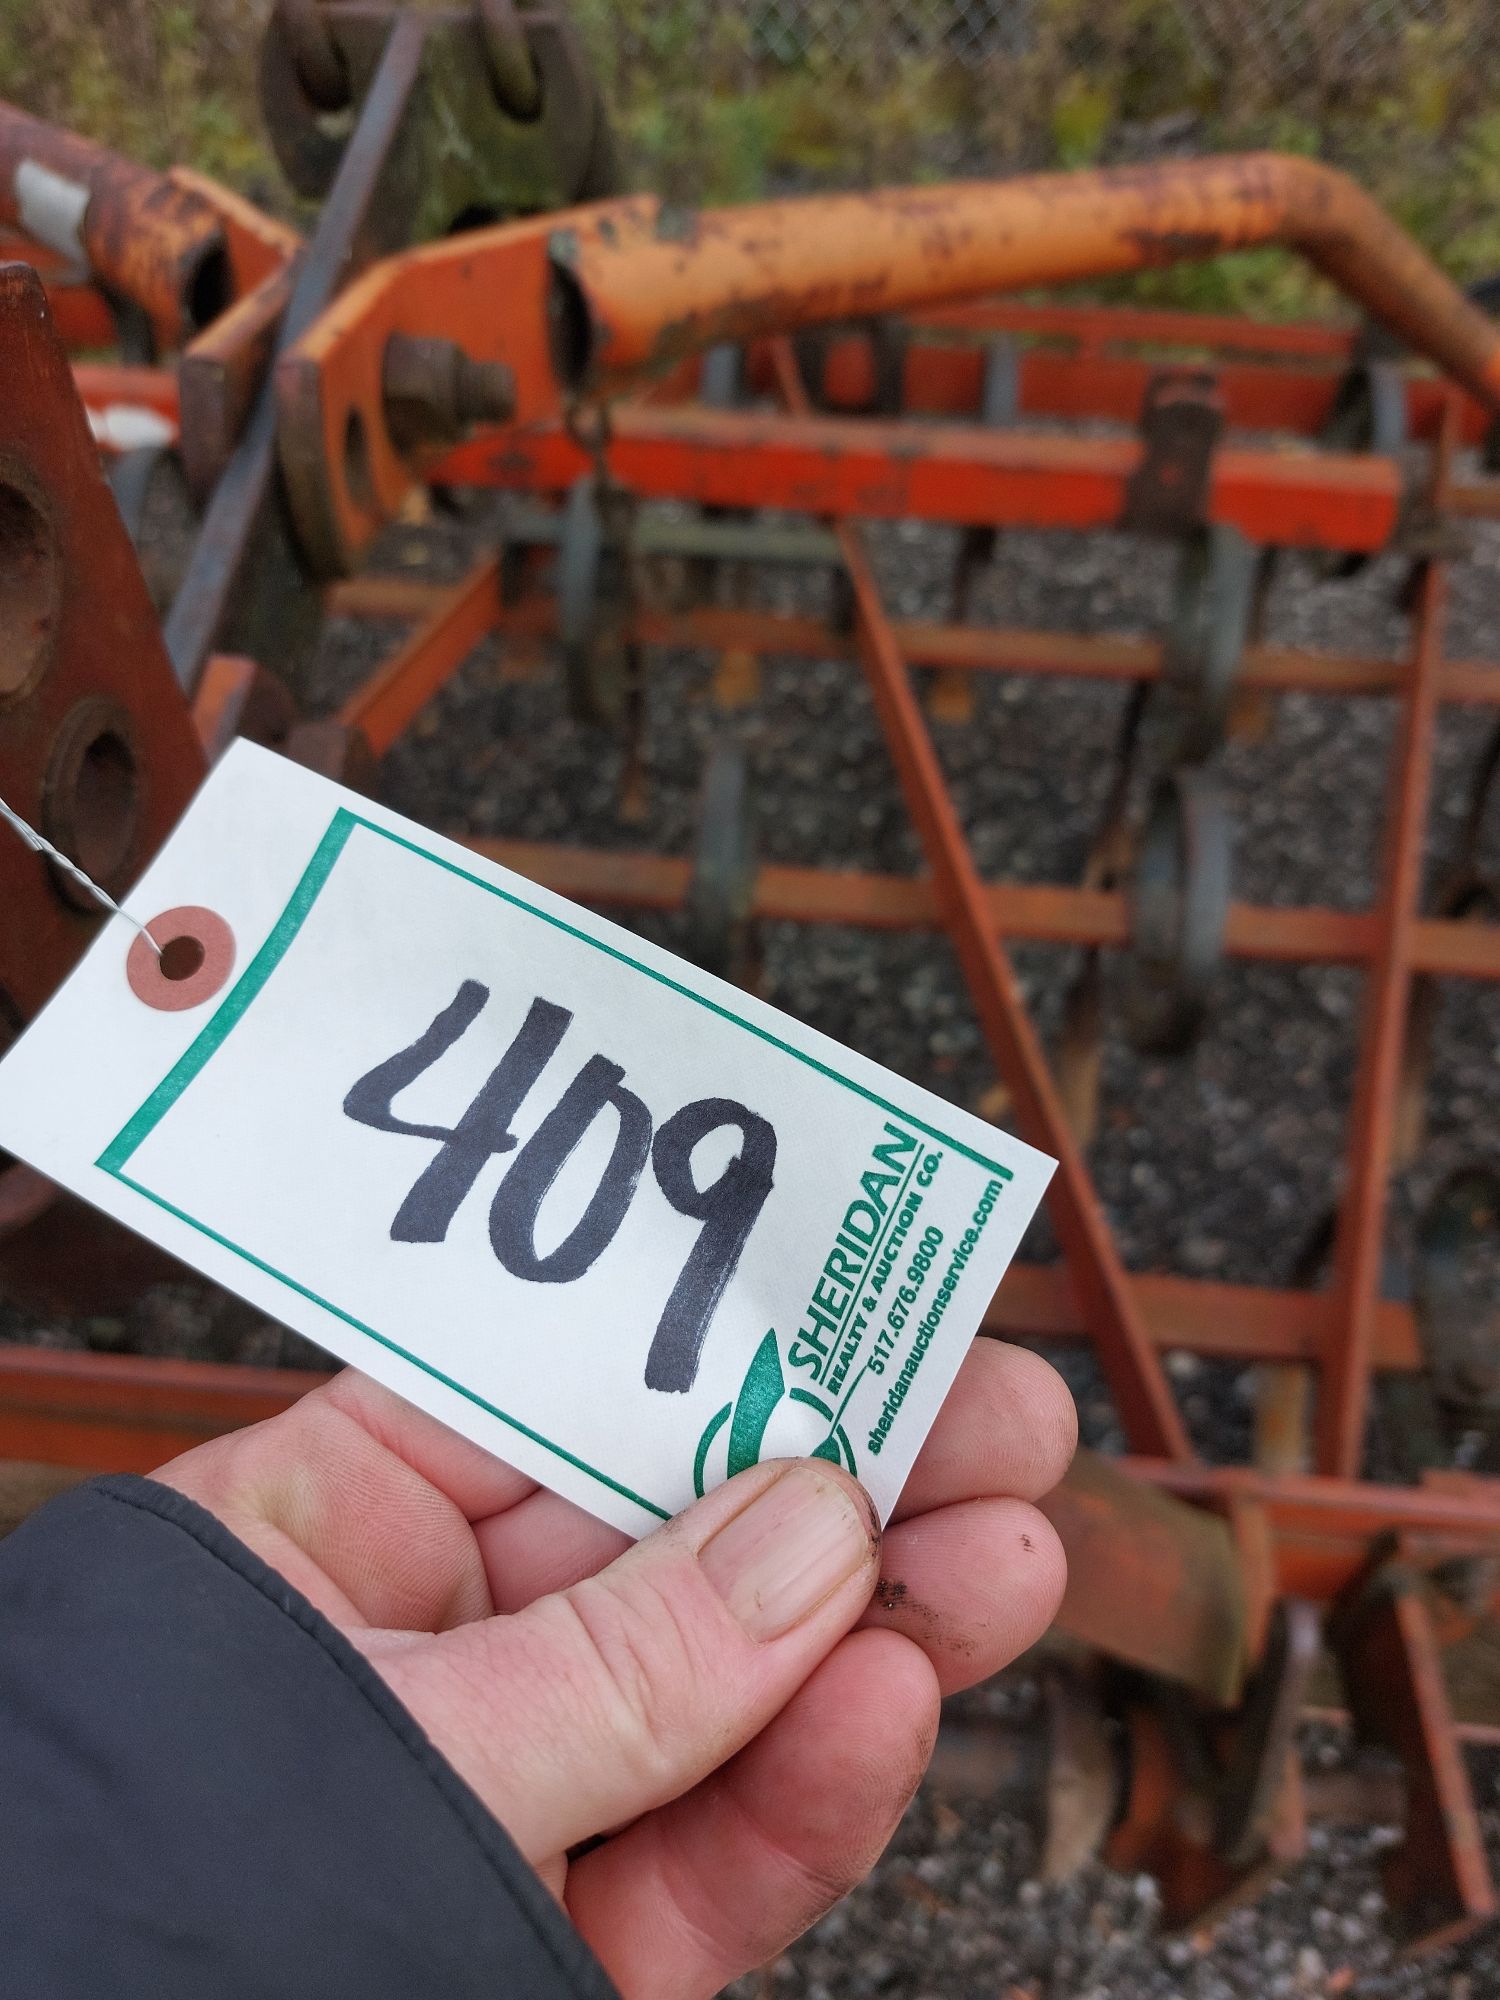 409
SHERIDAN
REALTY & AUCTION CO.
517.676.9800
sheridanauctionservice.com